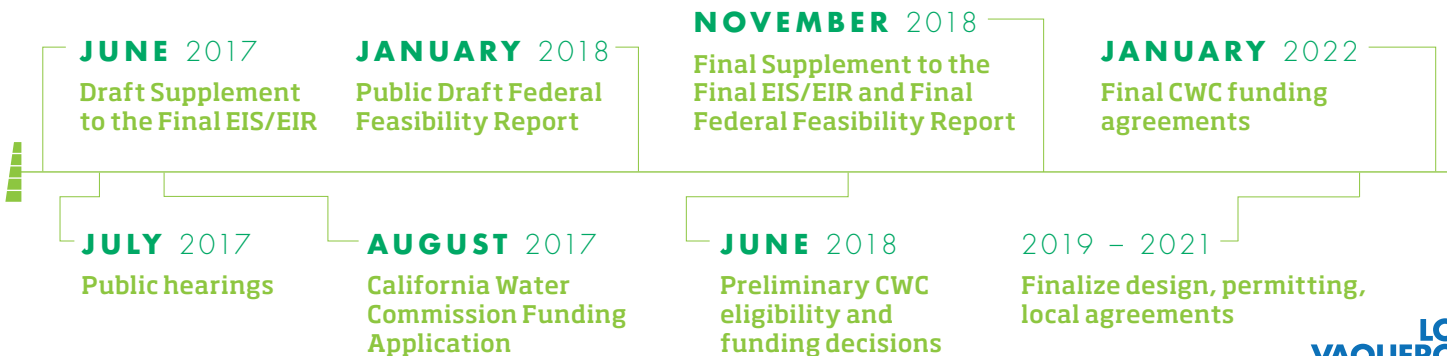 JUNE 2017
Draft Supplement
to the Final EIS/EIR
JANUARY 2018
Public Draft Federal
Feasibility Report
NOVEMBER 2018
Final Supplement to the
Final EIS/EIR and Final
Federal Feasibility Report
JANUARY 2022
Final CWC funding
agreements
JULY 2017
Public hearings
AUGUST 2017
California Water
Commission Funding
Application
JUNE 2018
Preliminary CWC
eligibility and
funding decisions
2019 – 2021
Finalize design, permitting,
local agreements